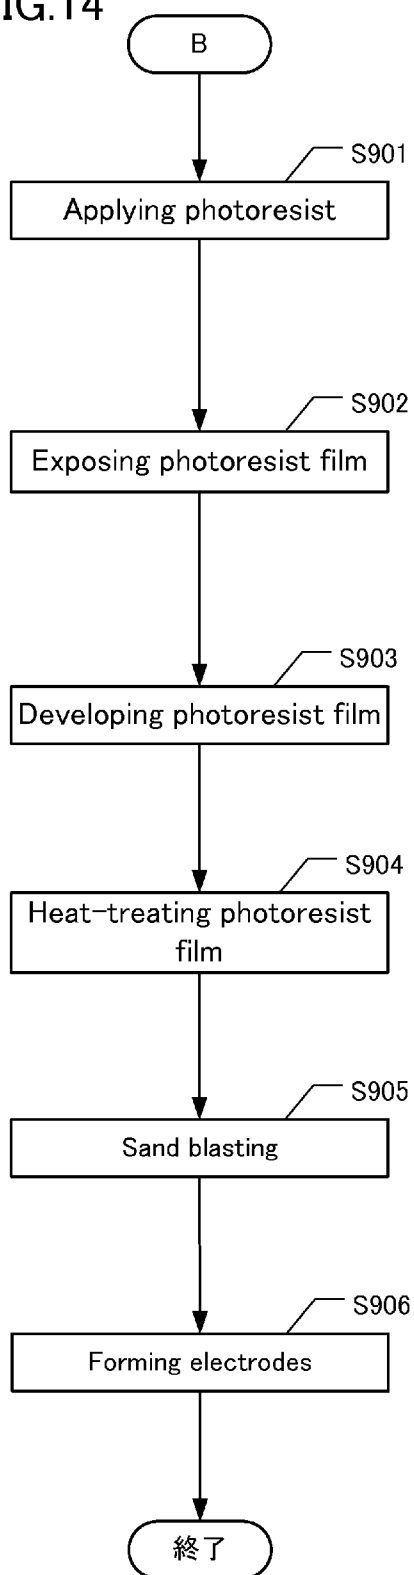 IG.14
B
S901
Applying photoresist
S902
Exposing photoresist film
S903
Developing photoresist film
S904
Heat-treating photoresist
film
S905
Sand blasting
S906
Forming electrodes
終了